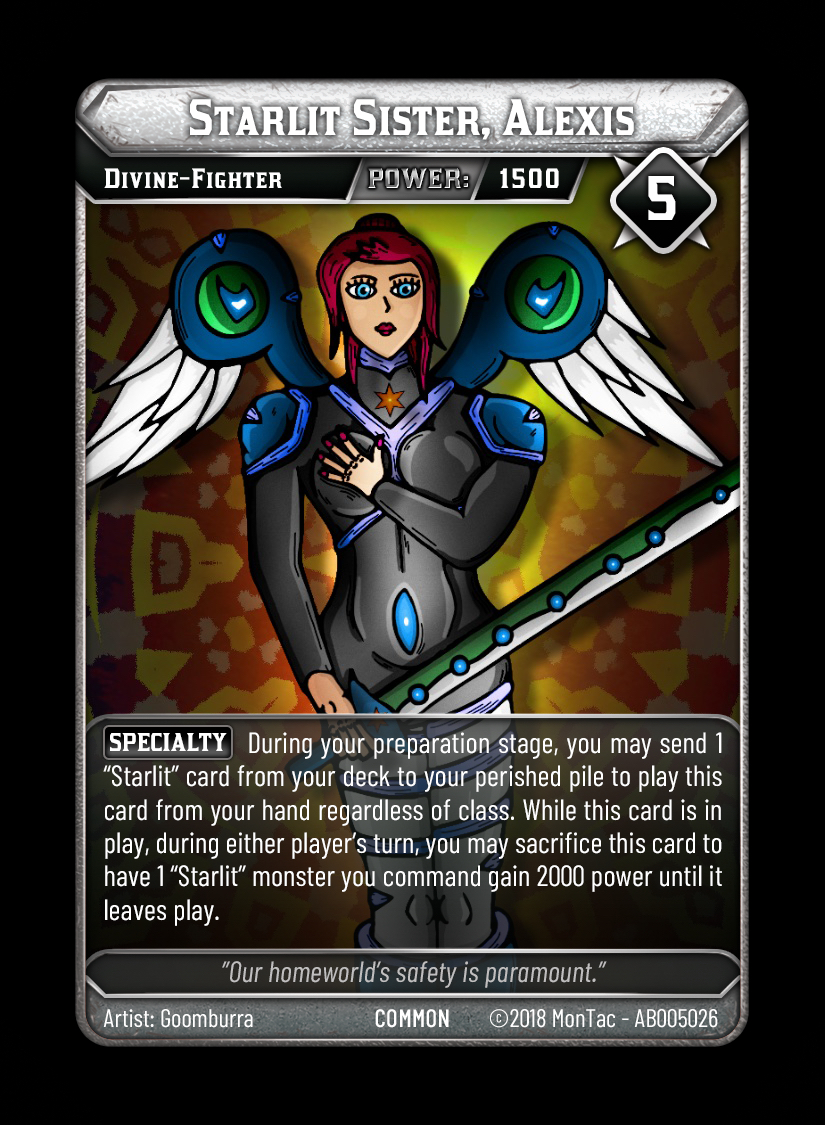 Starlit Sister, Alexis
Divine-Fighter POWER: 1500
5
SPECIALTY During your preparation stage, you may send 1
“Starlit” card from your deck to your perished pile to play this
card from your hand regardless of class. While this card is in
play, during either player’s turn, you may sacrifice this card to
have 1 “Starlit” monster you command gain 2000 power until it
leaves play.
“Our homeworld’s safety is paramount.”
Artist: Goomburra COMMON ©2018 MonTac - AB005026